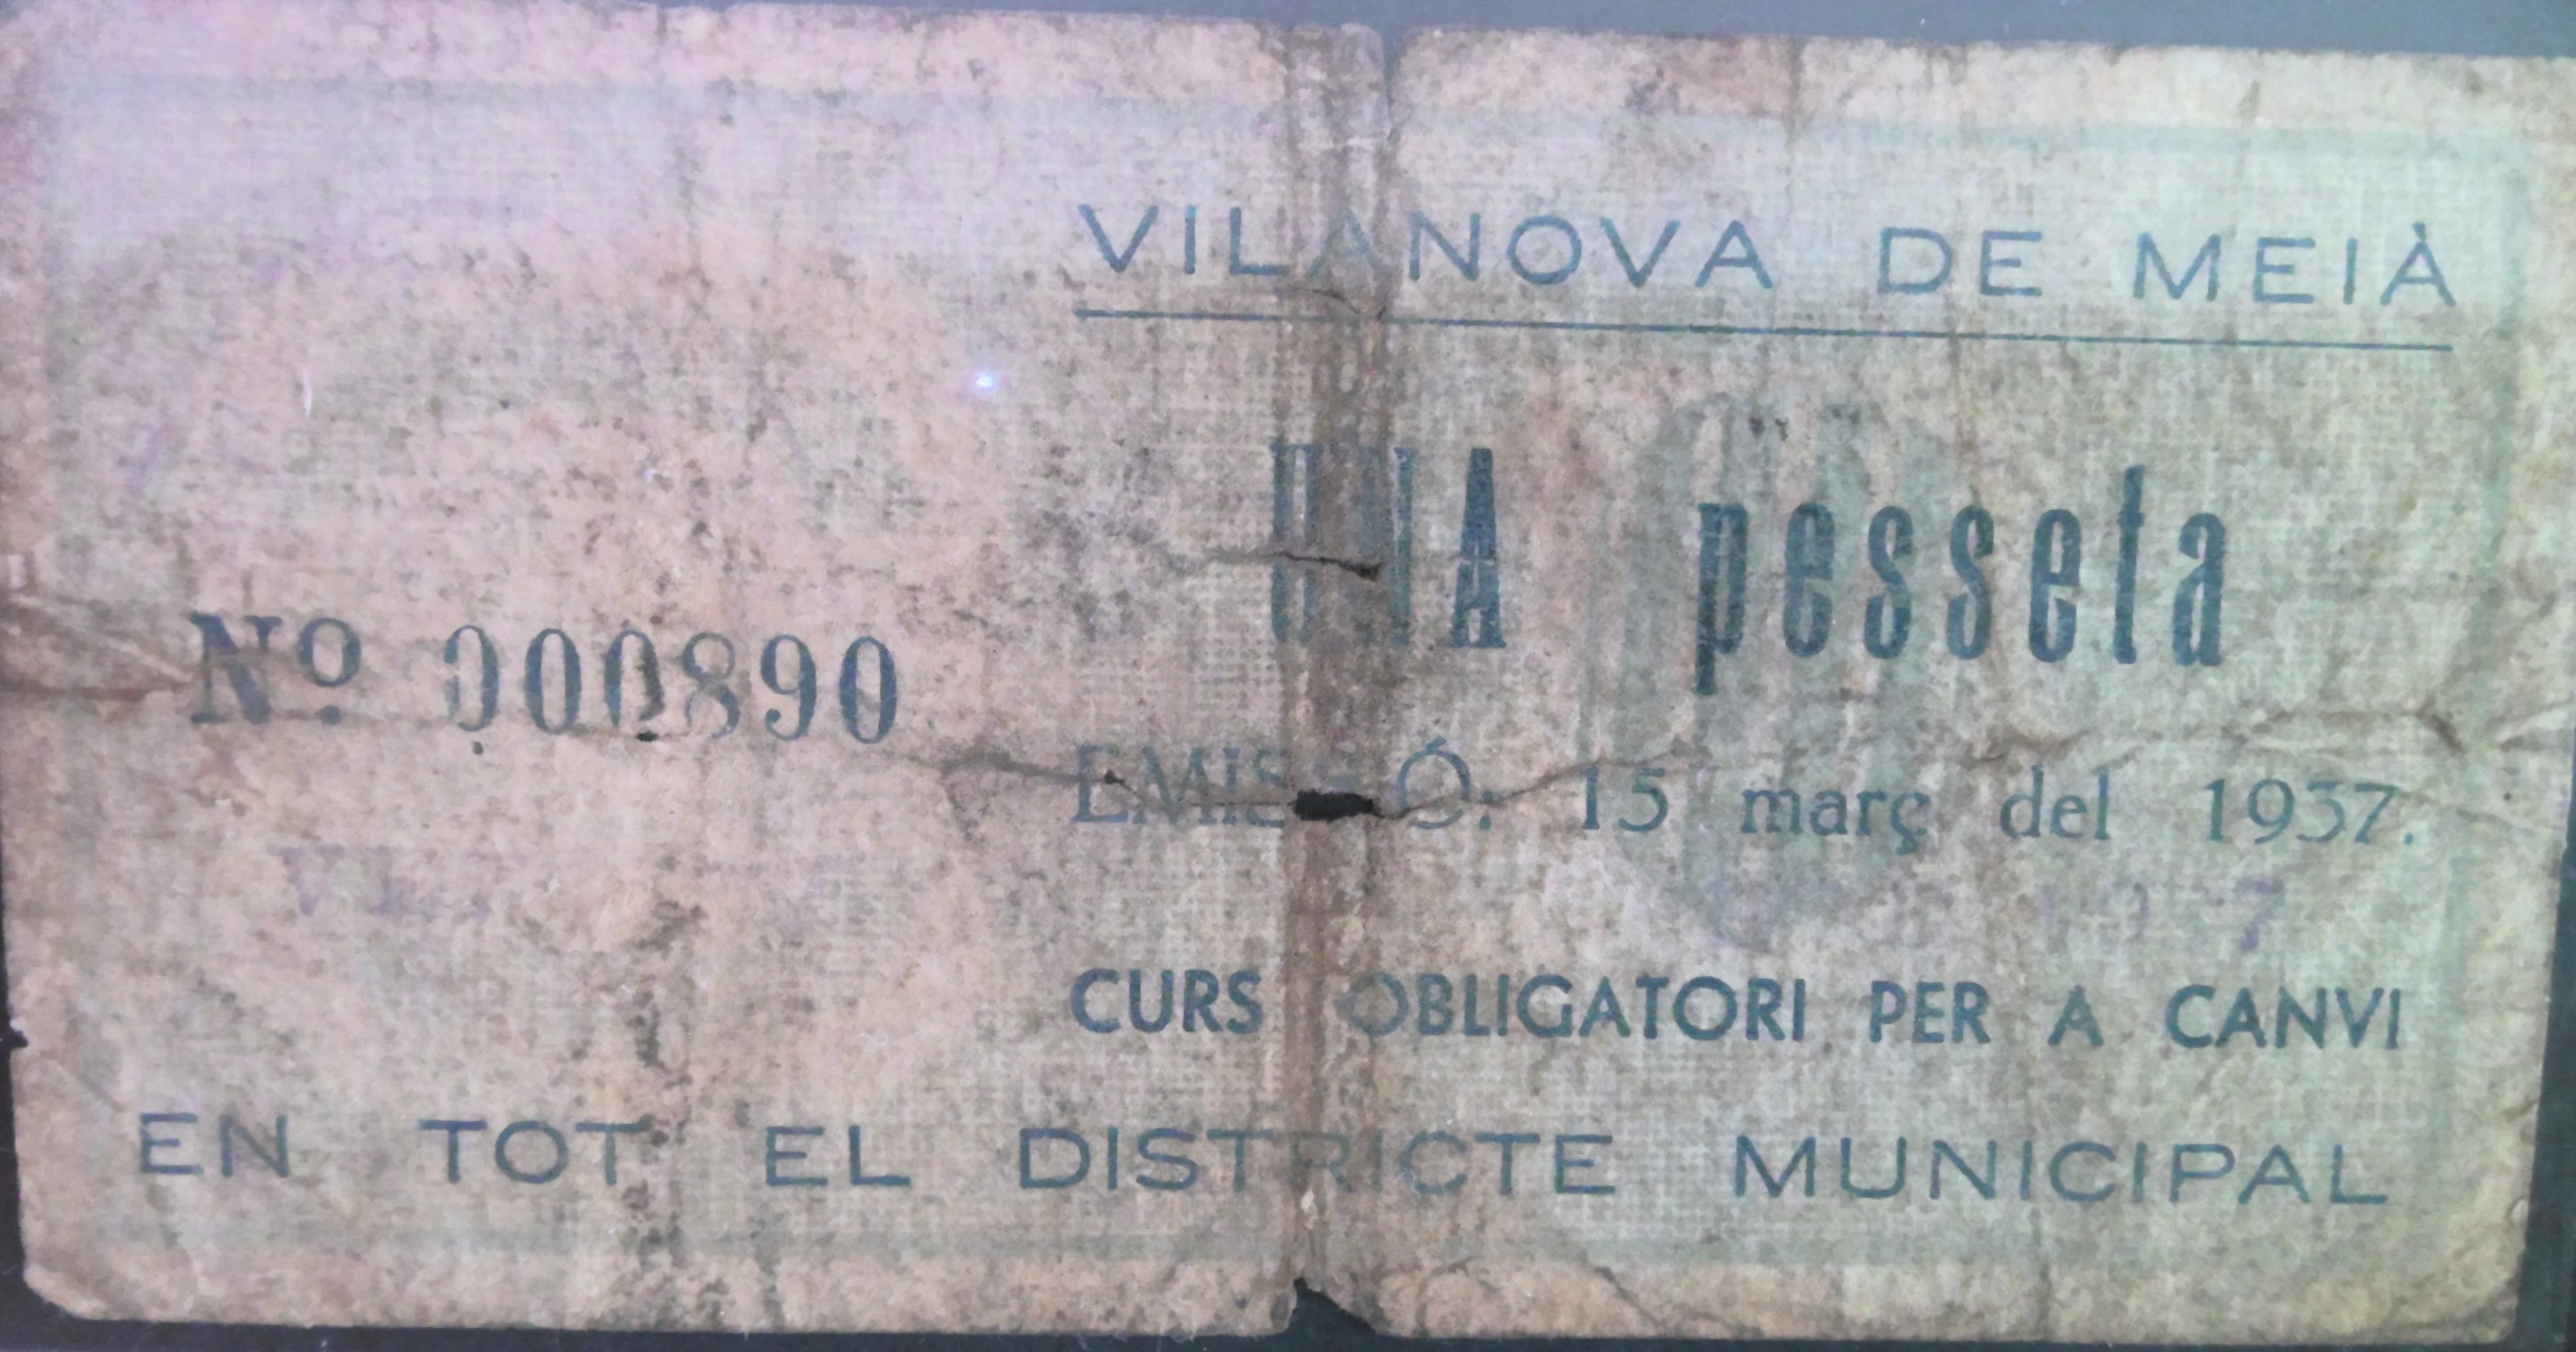 VILANOVA DE MEIÀ
UNA pesseta
Nº 000890
EMISSIÓ: 15 març del 1937.
CURS OBLIGATORI PER A CANVI
EN TOT EL DISTRICTE MUNICIPAL